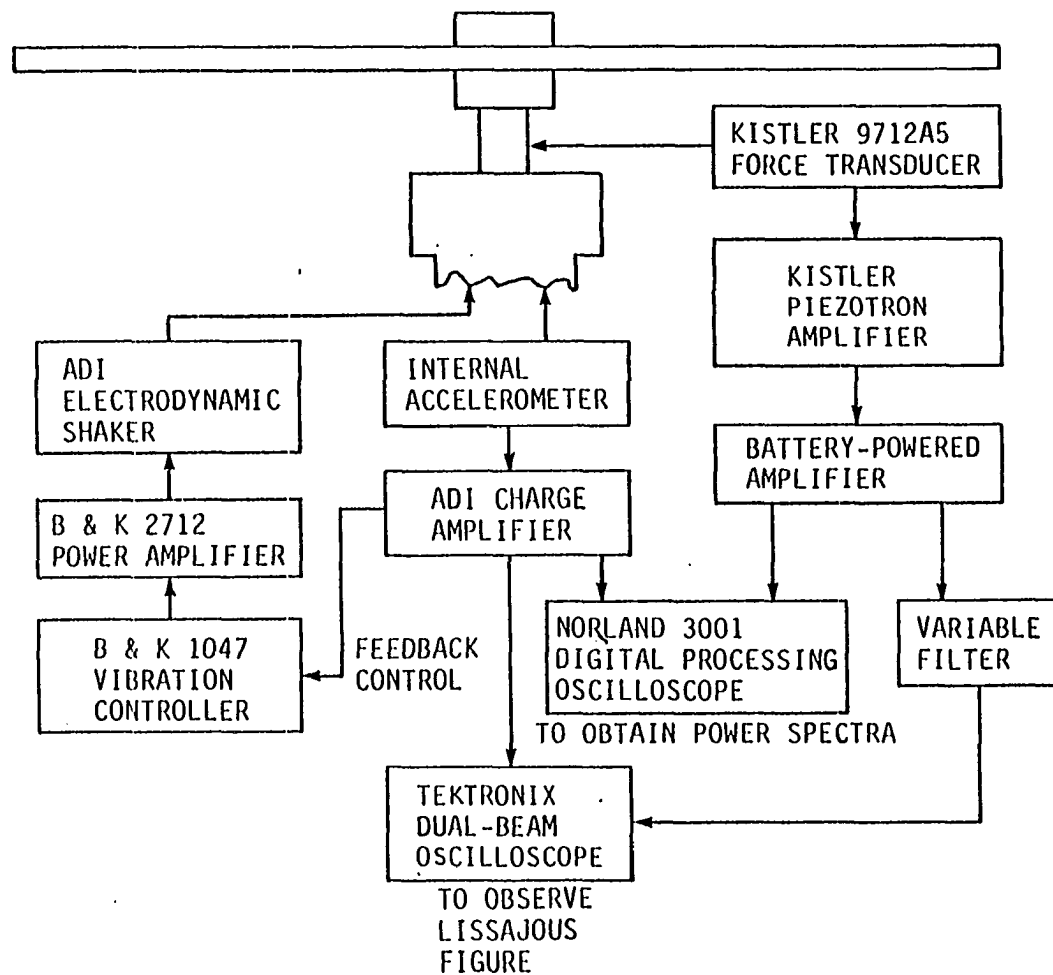 KISTLER 9712A5
FORCE TRANSDUCER
KISTLER
PIEZOTRON
AMPLIFIER
ADI
ELECTRODYNAMIC
SHAKER
INTERNAL
ACCELEROMETER
BATTERY-POWERED
AMPLIFIER
B & K 2712
POWER AMPLIFIER
ADI CHARGE
AMPLIFIER
B & K 1047
VIBRATION
CONTROLLER
FEEDBACK
CONTROL
NORLAND 3001
DIGITAL PROCESSING
OSCILLOSCOPE
VARIABLE
FILTER
TO OBTAIN POWER SPECTRA
TEKTRONIX
DUAL-BEAM
OSCILLOSCOPE
TO OBSERVE
LISSAJOUS
FIGURE